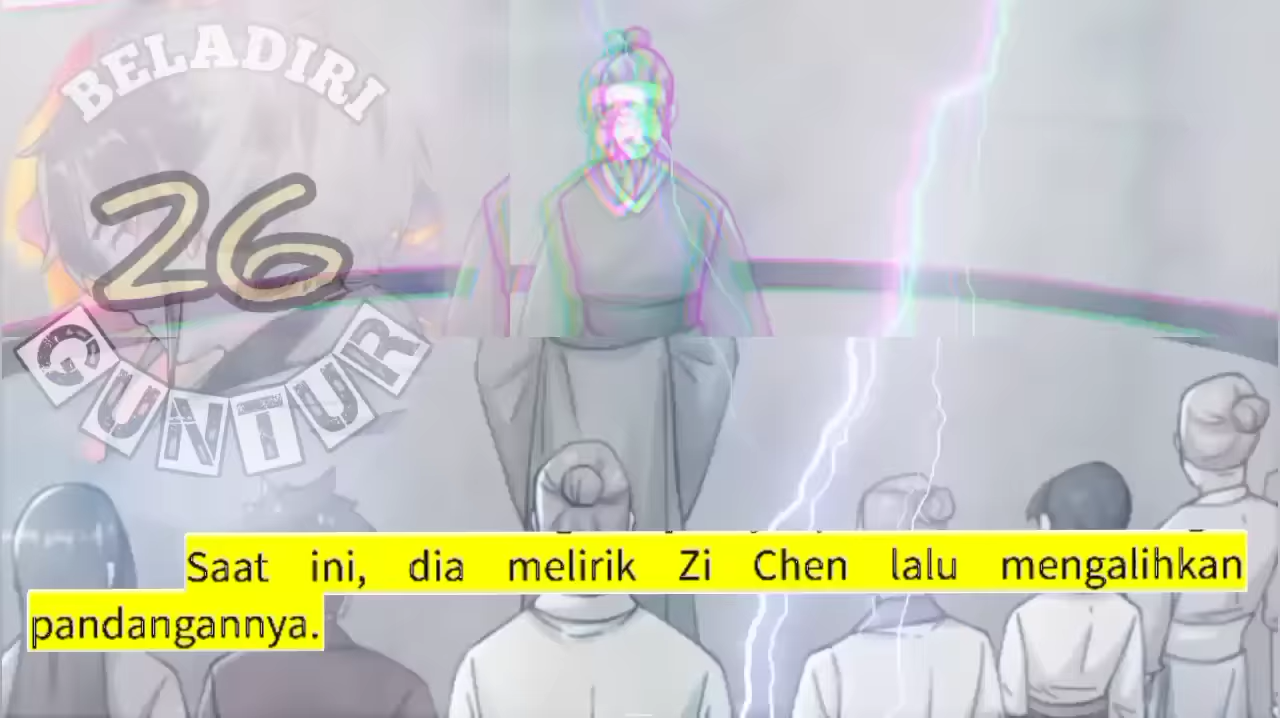 BELADIRI
26
GUNTUR
Saat ini, dia melirik Zi Chen lalu mengalihkan
pandangannya.